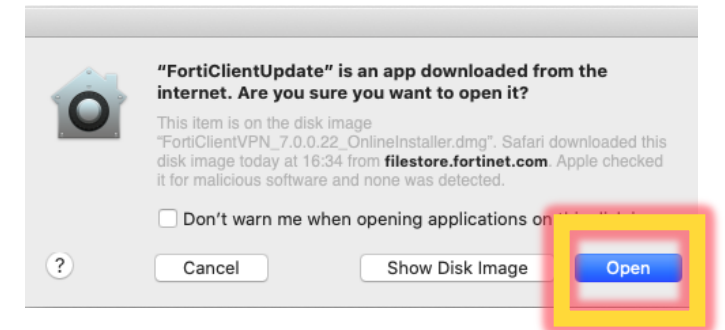 “FortiClientUpdate” is an app downloaded from the
internet. Are you sure you want to open it?
This item is on the disk image
“FortiClientVPN_7.0.0.22_OnlineInstaller.dmg”. Safari downloaded this
disk image today at 16:34 from filestore.fortinet.com. Apple checked
it for malicious software and none was detected.
Don’t warn me when opening applications on
?
Cancel
Show Disk Image
Open